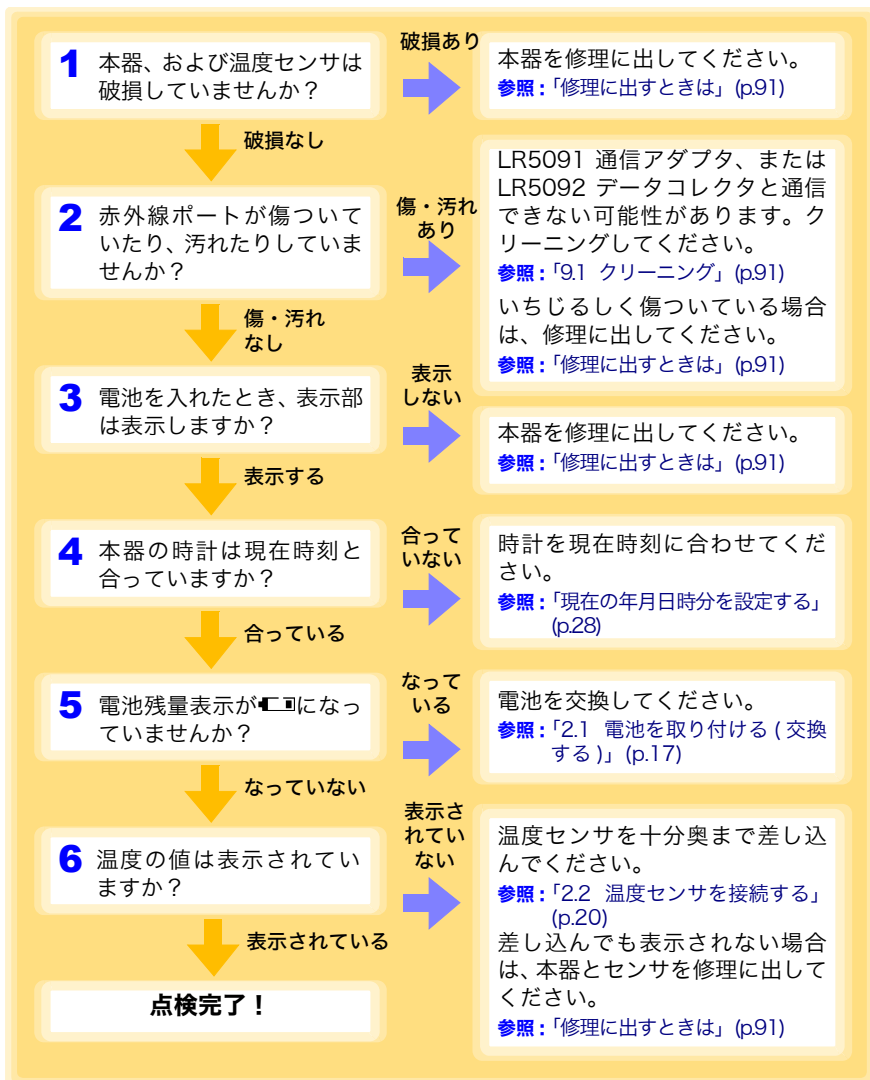 1 本器、および温度センサは
破損していませんか？
破損あり
本器を修理に出してください。
参照：「修理に出すときは」(p.91)
破損なし
2 赤外線ポートが傷ついて
いたり、汚れたりしていま
せんか？
傷・汚れ
あり
LR5091 通信アダプタ、または
LR5092 データコレクタと通信
できない可能性があります。ク
リーニングしてください。
参照：「9.1 クリーニング」(p.91)
いちじるしく傷ついている場合
は、修理に出してください。
参照：「修理に出すときは」(p.91)
傷・汚れ
なし
3 電池を入れたとき、表示部
は表示しますか？
表示
しない
本器を修理に出してください。
参照：「修理に出すときは」(p.91)
表示する
4 本器の時計は現在時刻と
合っていますか？
合って
いない
時計を現在時刻に合わせてくだ
さい。
参照：「現在の年月日時分を設定する」
(p.28)
合っている
5 電池残量表示がになっ
ていませんか？
なって
いる
電池を交換してください。
参照：「2.1 電池を取り付ける ( 交換
する )」(p.17)
なっていない
6 温度の値は表示されてい
ますか？
表示さ
れてい
ない
温度センサを十分奥まで差し込
んでください。
参照：「2.2 温度センサを接続する」
(p.20)
差し込んでも表示されない場合
は、本器とセンサを修理に出して
ください。
参照：「修理に出すときは」(p.91)
表示されている
点検完了！